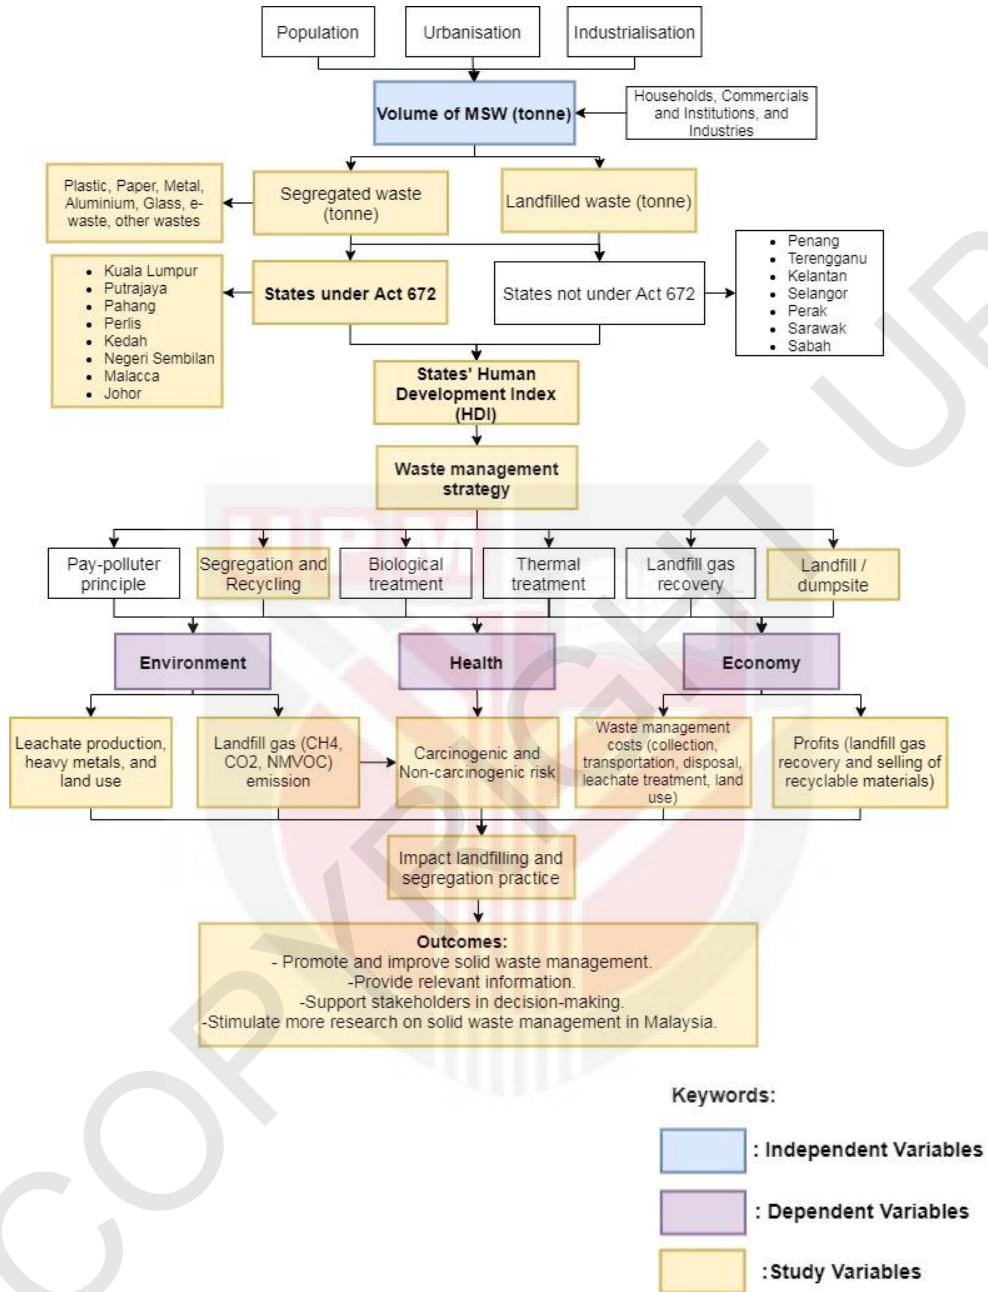 Population
Urbanisation
Industrialisation
Volume of MSW (tonne)
Households, Commercials
and Institutions, and
Industries
Plastic, Paper, Metal,
Aluminium, Glass, e-
waste, other wastes
Segregated waste
(tonne)
Landfilled waste (tonne)
• Kuala Lumpur
• Putrajaya
• Pahang
• Perlis
• Kedah
• Negeri Sembilan
• Malacca
• Johor
States under Act 672
States not under Act 672
• Penang
• Terengganu
• Kelantan
• Selangor
• Perak
• Sarawak
• Sabah
States' Human
Development Index
(HDI)
Waste management
strategy
UPM
Pay-polluter
principle
Segregation and
Recycling
Biological
treatment
Thermal
treatment
Landfill gas
recovery
Landfill /
dumpsite
Environment
Health
Economy
Leachate production,
heavy metals, and
land use
Landfill gas (CH4,
CO2, NMVOC)
emission
Carcinogenic and
Non-carcinogenic risk
Waste management
costs (collection,
transportation, disposal,
leachate treatment, land
use)
Profits (landfill gas
recovery and selling of
recyclable materials)
Impact landfilling and
segregation practice
Outcomes:
- Promote and improve solid waste management.
-Provide relevant information.
-Support stakeholders in decision-making.
-Stimulate more research on solid waste management in Malaysia.
Keywords:
: Independent Variables
: Dependent Variables
:Study Variables
COPYRIGHT UP